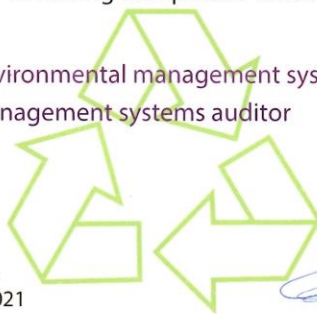 vironmental management sys
nagement systems auditor
021